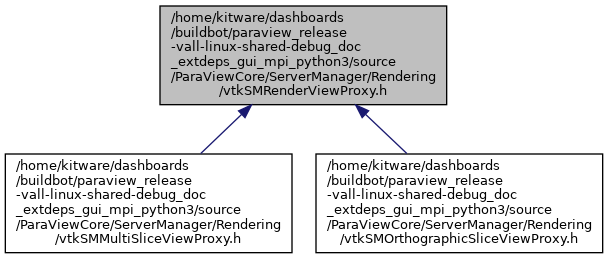 /home/kitware/dashboards
/buildbot/paraview_release
-vall-linux-shared-debug_doc
_extdeps_gui_mpi_python3/source
/ParaViewCore/ServerManager/Rendering
/vtkSMRenderViewProxy.h
/home/kitware/dashboards
/buildbot/paraview_release
-vall-linux-shared-debug_doc
_extdeps_gui_mpi_python3/source
/ParaViewCore/ServerManager/Rendering
/vtkSMMultiSliceViewProxy.h
/home/kitware/dashboards
/buildbot/paraview_release
-vall-linux-shared-debug_doc
_extdeps_gui_mpi_python3/source
/ParaViewCore/ServerManager/Rendering
/vtkSMOrthographicSliceViewProxy.h